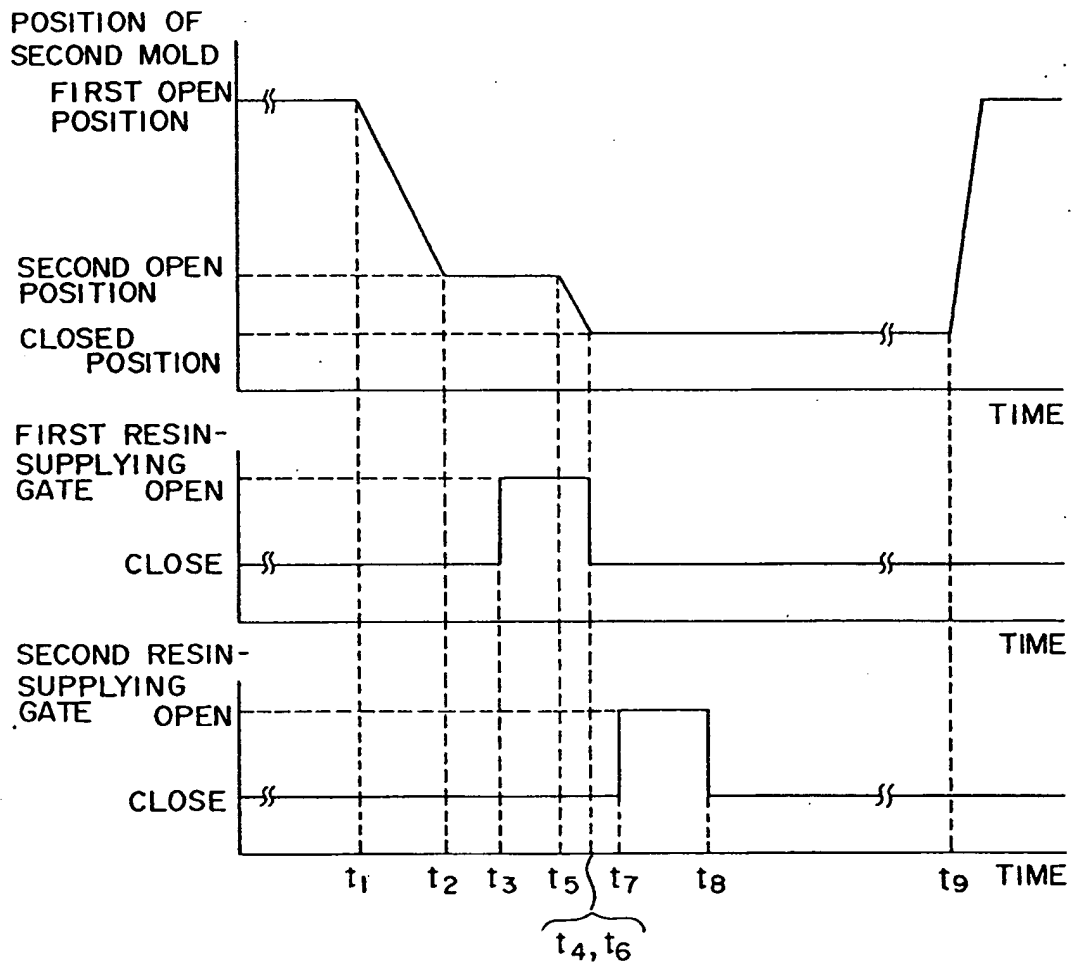 POSITION OF
SECOND MOLD
FIRST OPEN
POSITION
SECOND OPEN
POSITION
CLOSED
POSITION
TIME
FIRST RESIN-
SUPPLYING
GATE OPEN
CLOSE
TIME
SECOND RESIN-
SUPPLYING
GATE OPEN
CLOSE
t1 t2 t3 t5 t7 t8 t9 TIME
t4, t6